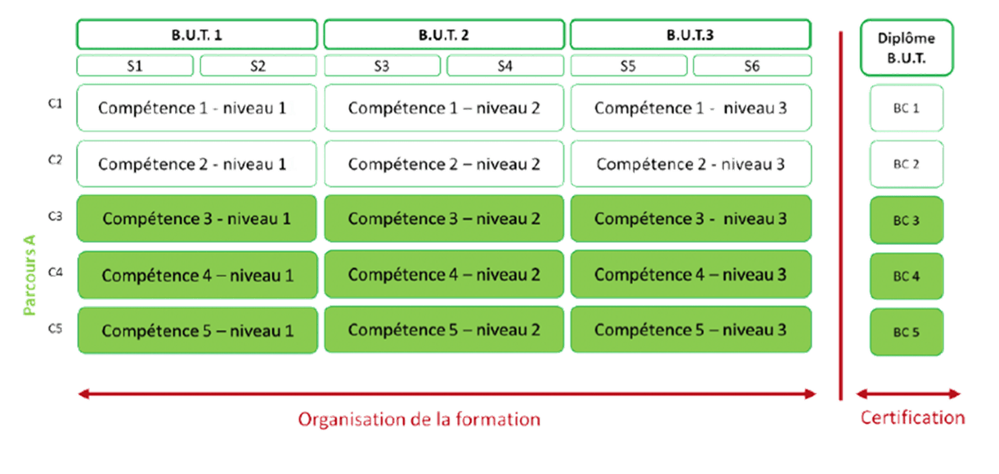 B.U.T. 1
B.U.T. 2
B.U.T.3
Diplôme
B.U.T.
S1
S2
S3
S4
S5
S6
C1
Compétence 1 - niveau 1
Compétence 1 – niveau 2
Compétence 1 - niveau 3
BC 1
C2
Compétence 2 - niveau 1
Compétence 2 – niveau 2
Compétence 2 - niveau 3
BC 2
Parcours A
C3
Compétence 3 - niveau 1
Compétence 3 – niveau 2
Compétence 3 - niveau 3
BC 3
C4
Compétence 4 – niveau 1
Compétence 4 – niveau 2
Compétence 4 – niveau 3
BC 4
C5
Compétence 5 – niveau 1
Compétence 5 – niveau 2
Compétence 5 – niveau 3
BC 5
Organisation de la formation
Certification